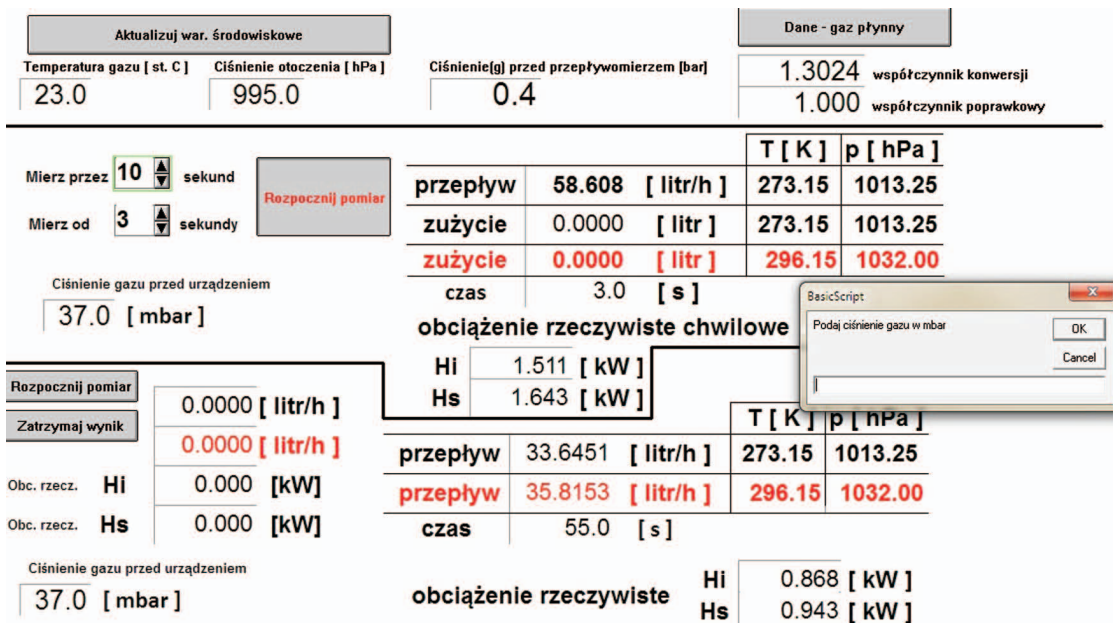 Aktualizuj war. środowiskowe
Dane - gaz płynny
Temperatura gazu [ st. C ] Ciśnienie otoczenia [ hPa ] Ciśnienie(g) przed przepływomierzem [bar]
23.0 995.0 0.4
1.3024 współczynnik konwersji
1.000 współczynnik poprawkowy
T [ K ] p [ hPa ]
Mierz przez 10 sekund
Mierz od 3 sekundy
Rozpocznij pomiar
przepływ 58.608 [ litr/h ] 273.15 1013.25
zużycie 0.0000 [ litr ] 273.15 1013.25
zużycie 0.0000 [ litr ] 296.15 1032.00
czas 3.0 [ s ]
Ciśnienie gazu przed urządzeniem
37.0 [ mbar ]
obciążenie rzeczywiste chwilowe
Hi 1.511 [ kW ]
Hs 1.643 [ kW ]
BasicScript
x
Podaj ciśnienie gazu w mbar
OK
Cancel
Rozpocznij pomiar
Zatrzymaj wynik
0.0000 [ litr/h ]
0.0000 [ litr/h ]
Obc. rzecz. Hi 0.000 [kW]
Obc. rzecz. Hs 0.000 [kW]
T [ K ] p [ hPa ]
przepływ 33.6451 [ litr/h ] 273.15 1013.25
przepływ 35.8153 [ litr/h ] 296.15 1032.00
czas 55.0 [ s ]
Ciśnienie gazu przed urządzeniem
37.0 [ mbar ]
obciążenie rzeczywiste
Hi 0.868 [ kW ]
Hs 0.943 [ kW ]